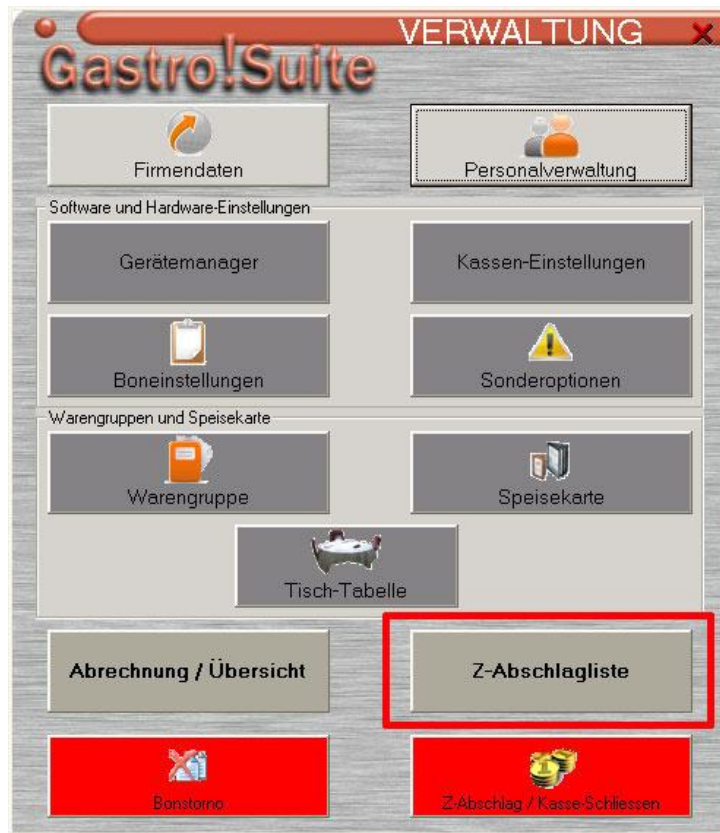 VERWALTUNG
Gastro!Suite
Firmendaten
Personalverwaltung
Software und Hardware-Einstellungen
Gerätemanager
Kassen-Einstellungen
Boneinstellungen
Sonderoptionen
Warengruppen und Speisekarte
Warengruppe
Speisekarte
Tisch-Tabelle
Abrechnung / Übersicht
Z-Abschlagliste
Bonstorno
Z-Abschlag / Kasse-Schliessen